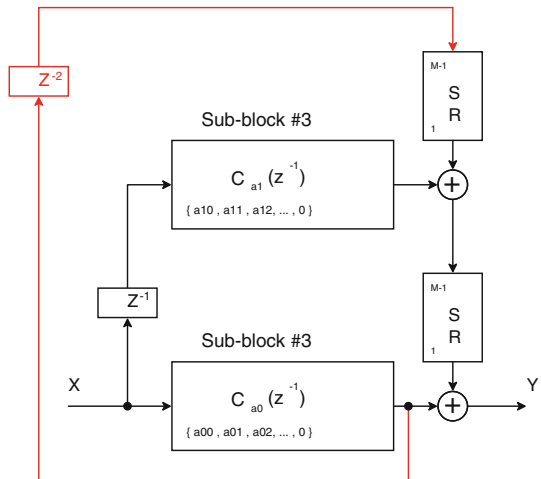 Z⁻²
M-1
S
R
1
Sub-block #3
C a1 (z⁻¹)
{ a10 , a11 , a12, ... , 0 }
+
Z⁻¹
M-1
S
R
1
Sub-block #3
X
C a0 (z⁻¹)
{ a00 , a01 , a02, ... , 0 }
+
Y